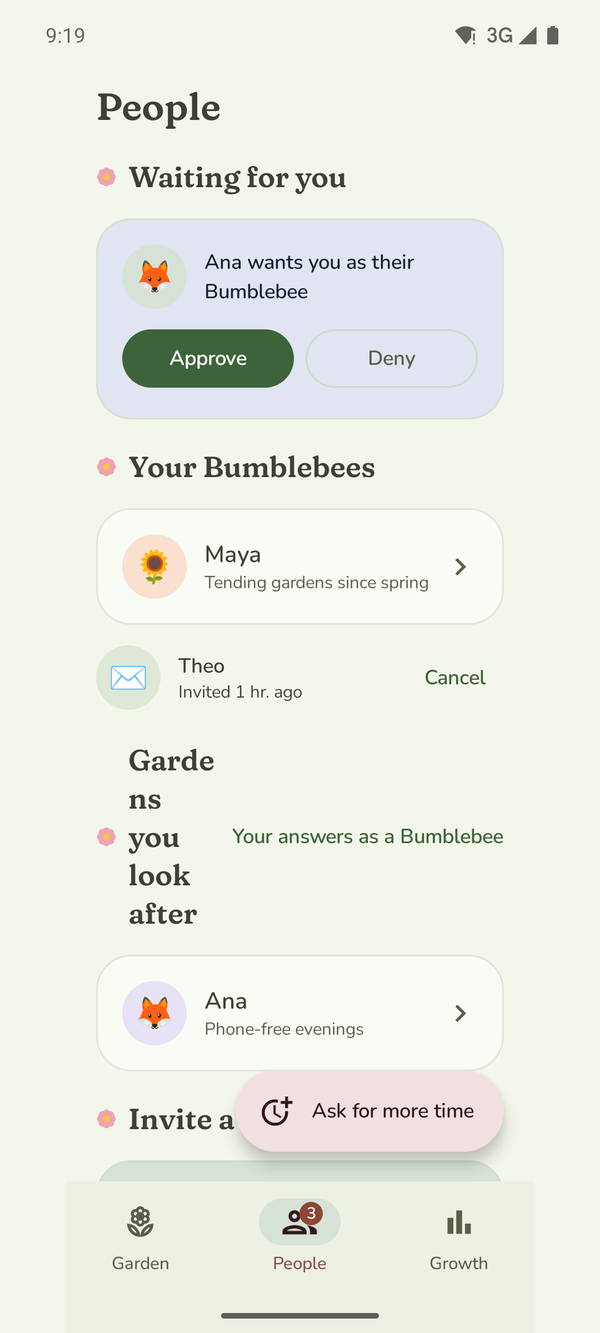 9:19
3G
People
Waiting for you
Ana wants you as their
Bumblebee
Approve
Deny
Your Bumblebees
Maya
Tending gardens since spring
Theo
Invited 1 hr. ago
Cancel
Garde
ns
you
look
after
Your answers as a Bumblebee
Ana
Phone-free evenings
Invite a
Ask for more time
3
Garden
People
Growth